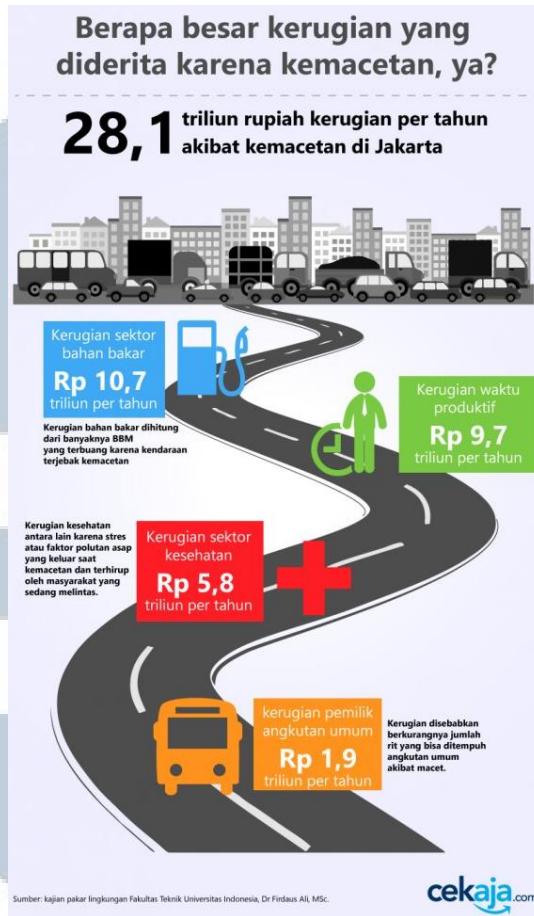 Berapa besar kerugian yang
diderita karena kemacetan, ya?
28,1 triliun rupiah kerugian per tahun
akibat kemacetan di Jakarta
Kerugian sektor
bahan bakar
Rp 10,7
triliun per tahun
Kerugian bahan bakar dihitung
dari banyaknya BBM
yang terbuang karena kendaraan
terjebak kemacetan
Kerugian waktu
produktif
Rp 9,7
triliun per tahun
Kerugian kesehatan
antara lain karena stres
atau faktor polutan asap
yang keluar saat
kemacetan dan terhirup
oleh masyarakat yang
sedang melintas.
Kerugian sektor
kesehatan
Rp 5,8
triliun per tahun
kerugian pemilik
angkutan umum
Rp 1,9
triliun per tahun
Kerugian disebabkan
berkurangnya jumlah
rit yang bisa ditempuh
angkutan umum
akibat macet.
Sumber: kajian pakar lingkungan Fakultas Teknik Universitas Indonesia, Dr Firdaus Ali, MSc.
cekaja.com